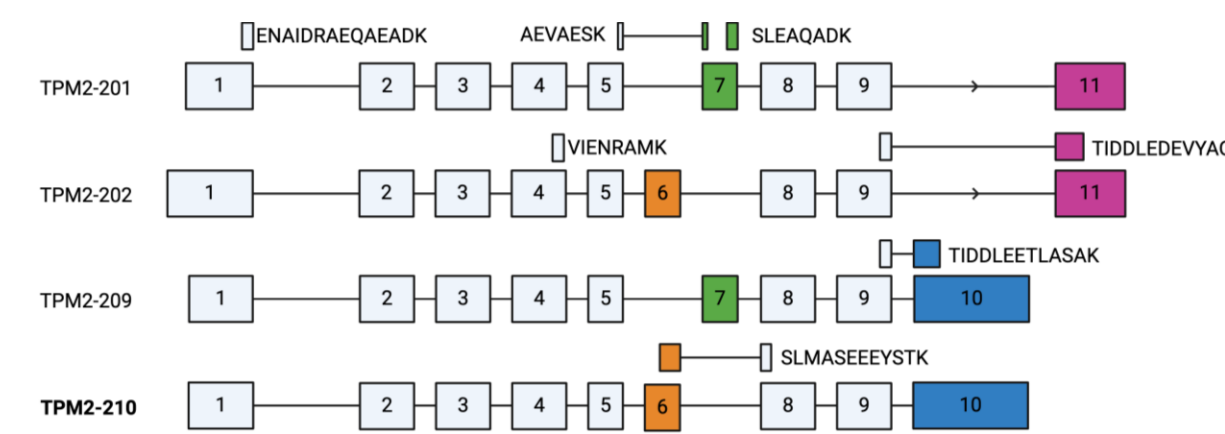 ENAIDRAEQAEADK AEVAESK SLEAQADK
TPM2-201 1 2 3 4 5 7 8 9 11
VIENRAMK TIDDLEDEVYAQ
TPM2-202 1 2 3 4 5 6 8 9 11
TIDDLEETLASAK
TPM2-209 1 2 3 4 5 7 8 9 10
SLMASEEEYSTK
TPM2-210 1 2 3 4 5 6 8 9 10